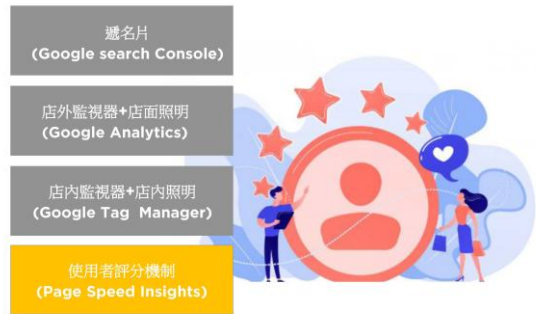 遞名片
(Google search Console)
店外監視器+店面照明
(Google Analytics)
店內監視器+店內照明
(Google Tag Manager)
使用者評分機制
(Page Speed Insights)